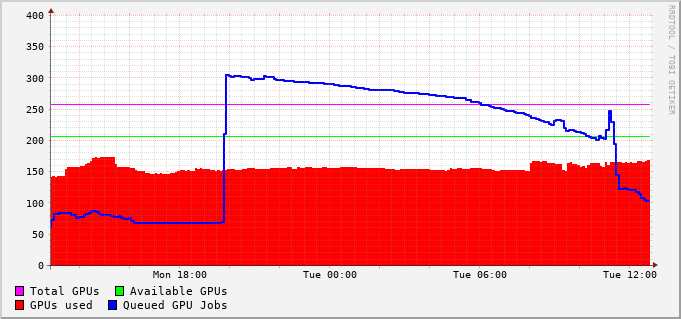 400
350
300
250
200
150
100
50
0
Mon 18:00 Tue 00:00 Tue 06:00 Tue 12:00
Total GPUs Available GPUs
GPUs used Queued GPU Jobs
RRDTOOL / TOBI OETIKER